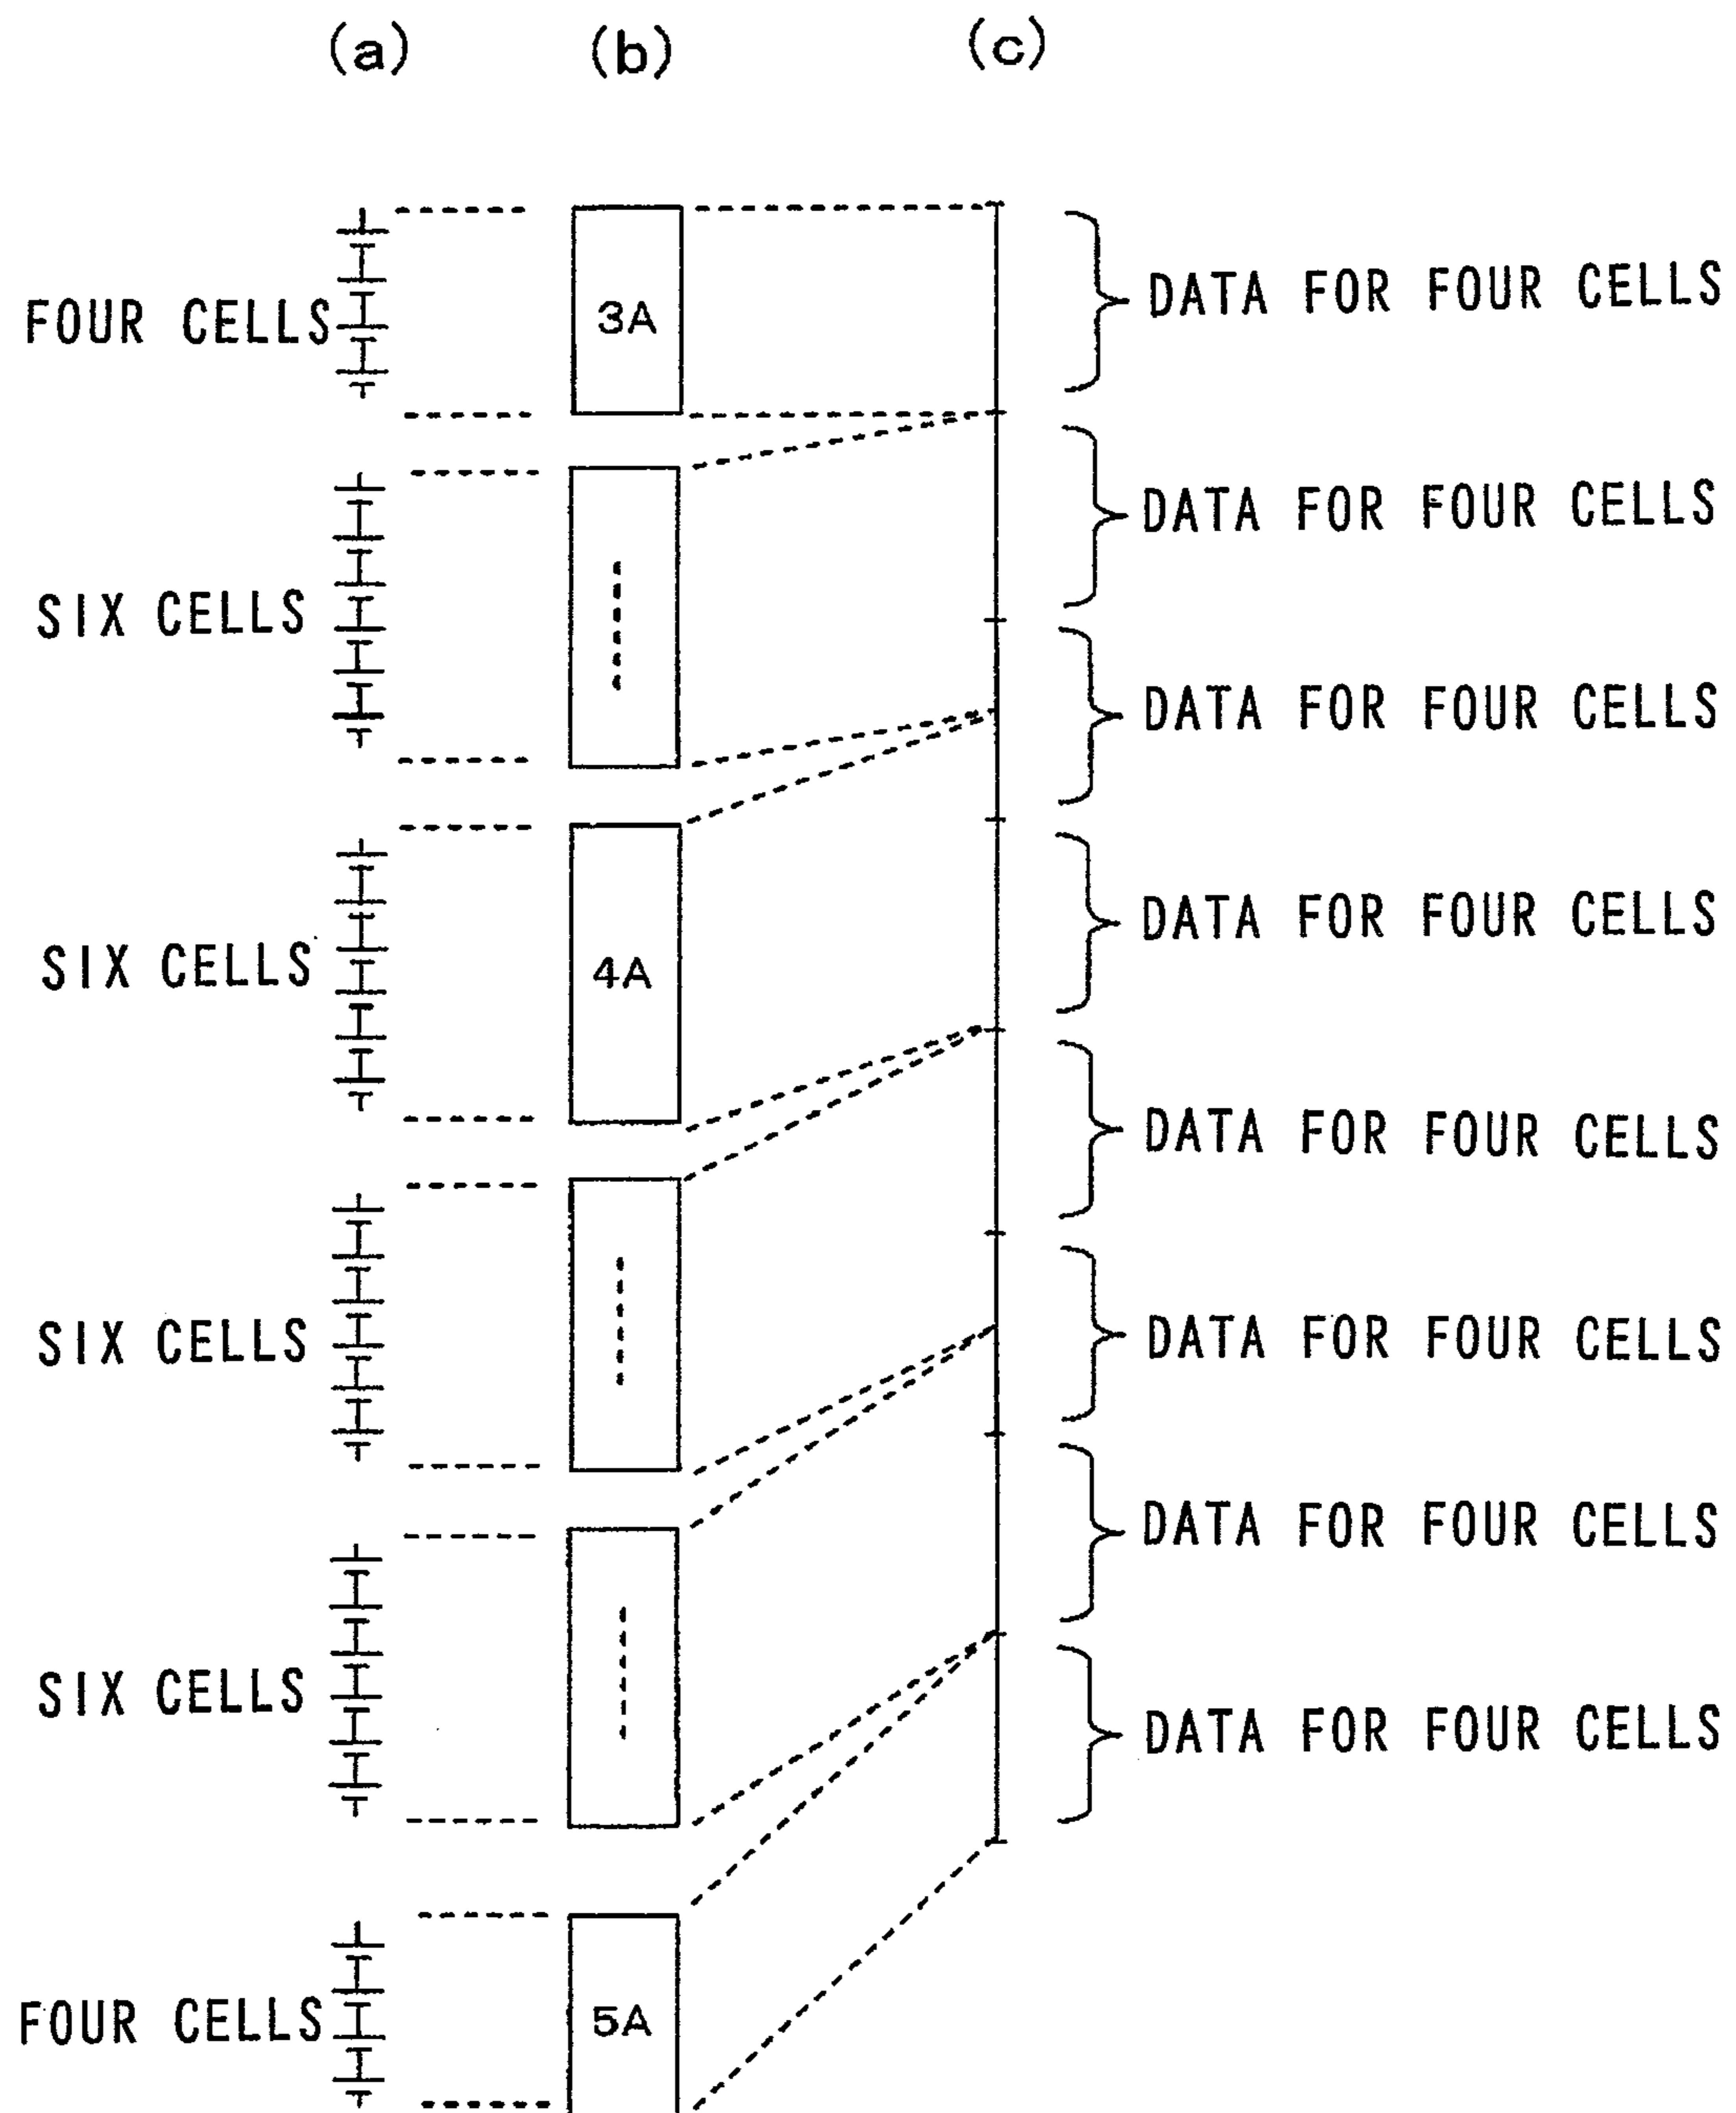 (a) (b) (c)
FOUR CELLS 3A DATA FOR FOUR CELLS
DATA FOR FOUR CELLS
SIX CELLS
DATA FOR FOUR CELLS
DATA FOR FOUR CELLS
SIX CELLS 4A
DATA FOR FOUR CELLS
SIX CELLS DATA FOR FOUR CELLS
DATA FOR FOUR CELLS
SIX CELLS
DATA FOR FOUR CELLS
FOUR CELLS 5A